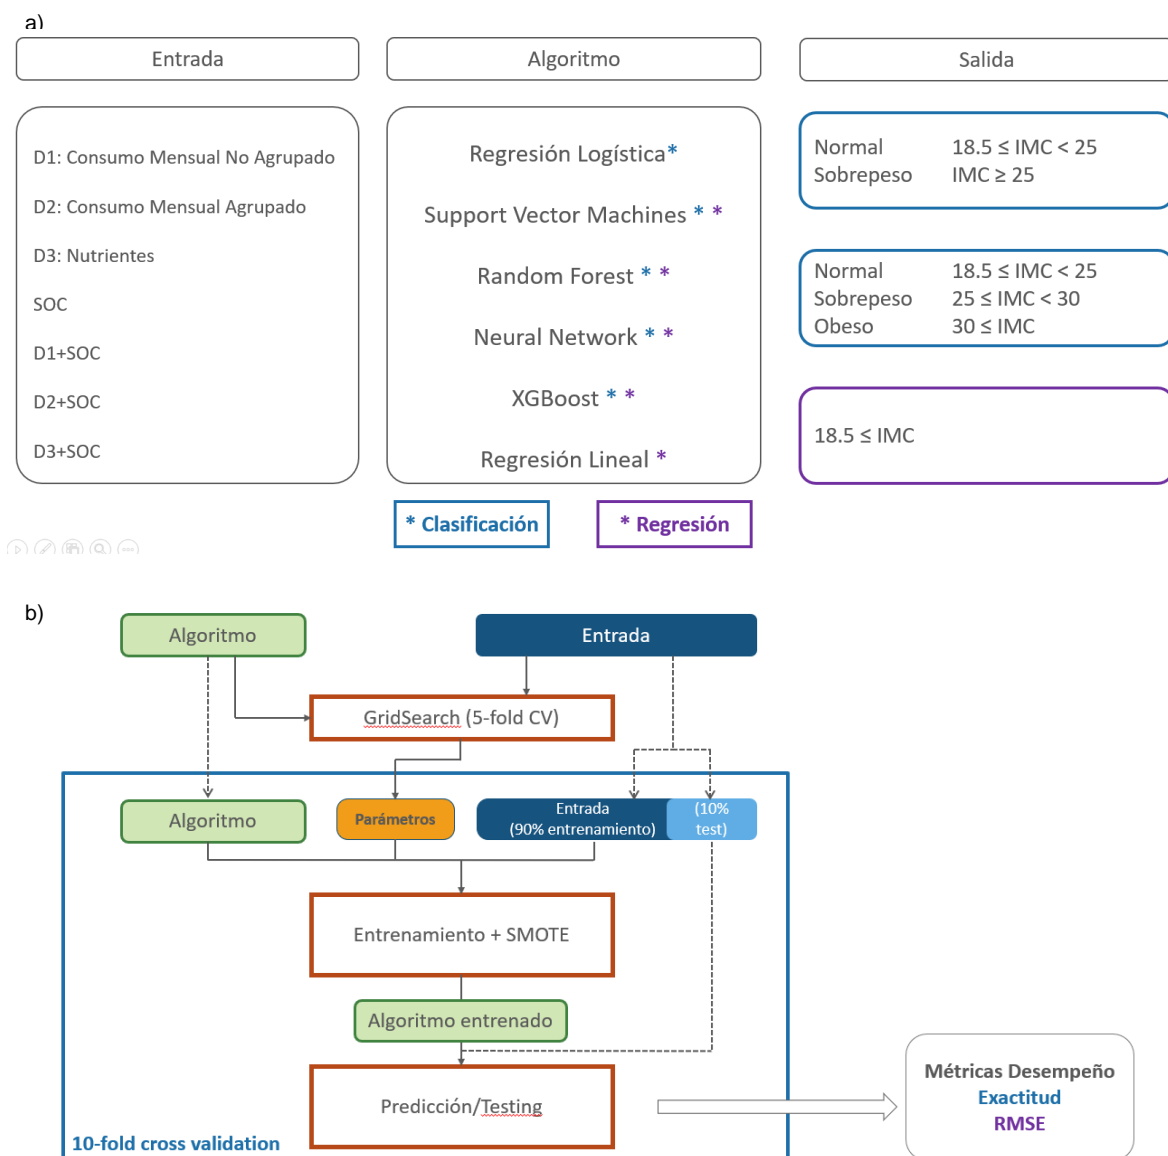 a)
Entrada
Algoritmo
Salida
D1: Consumo Mensual No Agrupado
D2: Consumo Mensual Agrupado
D3: Nutrientes
SOC
D1+SOC
D2+SOC
D3+SOC
Regresión Logística*
Support Vector Machines * *
Random Forest * *
Neural Network * *
XGBoost * *
Regresión Lineal *
Normal 18.5 ≤ IMC < 25
Sobrepeso IMC ≥ 25
Normal 18.5 ≤ IMC < 25
Sobrepeso 25 ≤ IMC < 30
Obeso 30 ≤ IMC
18.5 ≤ IMC
* Clasificación
* Regresión
b)
Algoritmo
Entrada
GridSearch (5-fold CV)
Algoritmo
Parámetros
Entrada
(90% entrenamiento)
(10%
test)
Entrenamiento + SMOTE
Algoritmo entrenado
Predicción/Testing
10-fold cross validation
Métricas Desempeño
Exactitud
RMSE